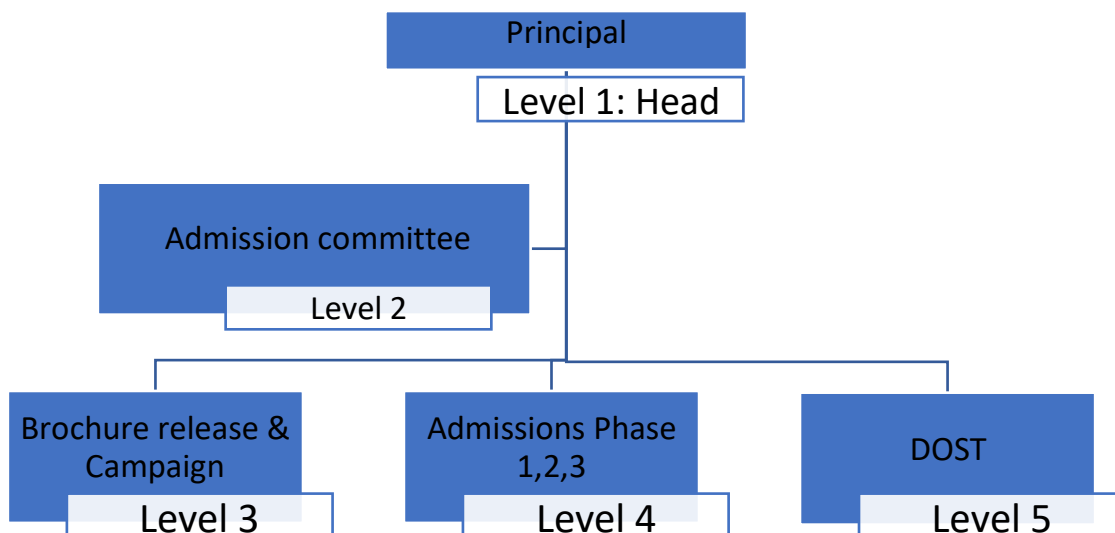 Principal
Level 1: Head
Admission committee
Level 2
Brochure release &
Campaign
Level 3
Admissions Phase
1,2,3
Level 4
DOST
Level 5